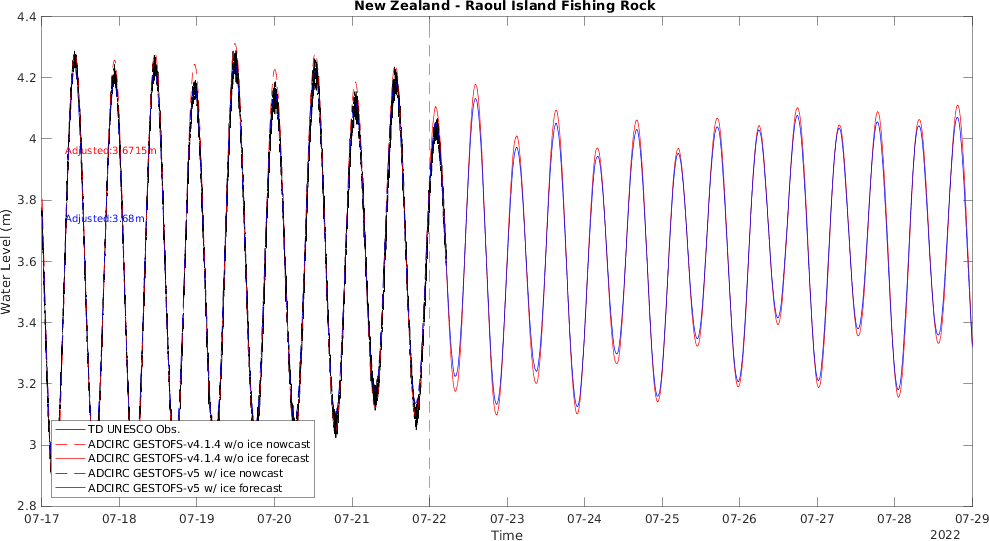 New Zealand - Raoul Island Fishing Rock
4.4
4.2
4
3.8
3.6
3.4
3.2
3
2.8
Water Level (m)
Adjusted:3.6715m
Adjusted:3.68m
TD UNESCO Obs.
ADCIRC GESTOFS-v4.1.4 w/o ice nowcast
ADCIRC GESTOFS-v4.1.4 w/o ice forecast
ADCIRC GESTOFS-v5 w/ ice nowcast
ADCIRC GESTOFS-v5 w/ ice forecast
07-17 07-18 07-19 07-20 07-21 07-22 07-23 07-24 07-25 07-26 07-27 07-28 07-29
Time
2022